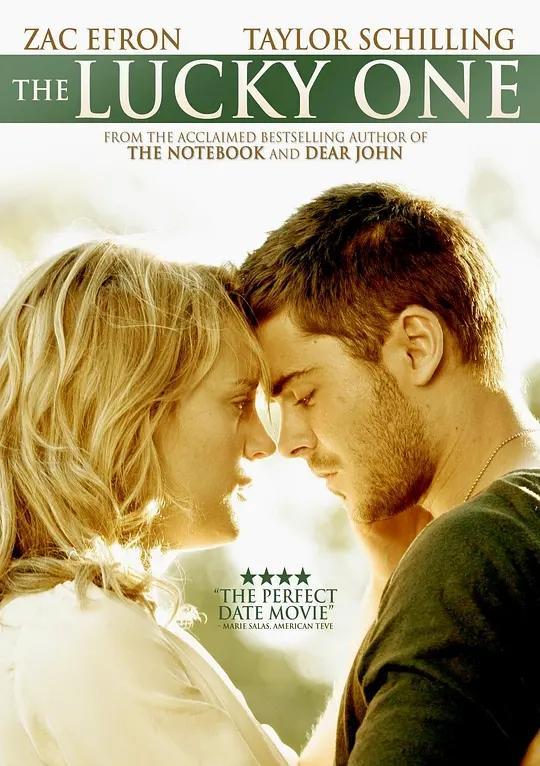 ZAC EFRON TAYLOR SCHILLING
THE LUCKY ONE
FROM THE ACCLAIMED BESTSELLING AUTHOR OF
THE NOTEBOOK AND DEAR JOHN
★★★★
"THE PERFECT
DATE MOVIE"
- MARIE SALAS, AMERICAN TEVE